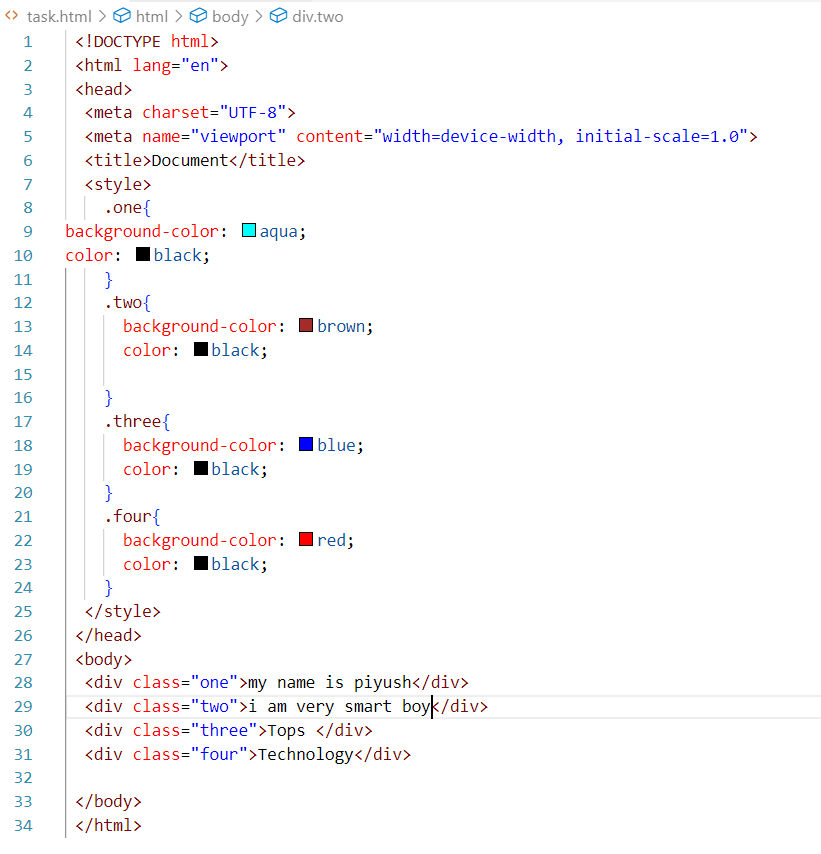 task.html > html > body > div.two
1 <!DOCTYPE html>
2 <html lang="en">
3 <head>
4 <meta charset="UTF-8">
5 <meta name="viewport" content="width=device-width, initial-scale=1.0">
6 <title>Document</title>
7 <style>
8 .one{
9 background-color: aqua;
10 color: black;
11 }
12 .two{
13 background-color: brown;
14 color: black;
15
16 }
17 .three{
18 background-color: blue;
19 color: black;
20 }
21 .four{
22 background-color: red;
23 color: black;
24 }
25 </style>
26 </head>
27 <body>
28 <div class="one">my name is piyush</div>
29 <div class="two">i am very smart boy</div>
30 <div class="three">Tops </div>
31 <div class="four">Technology</div>
32
33 </body>
34 </html>